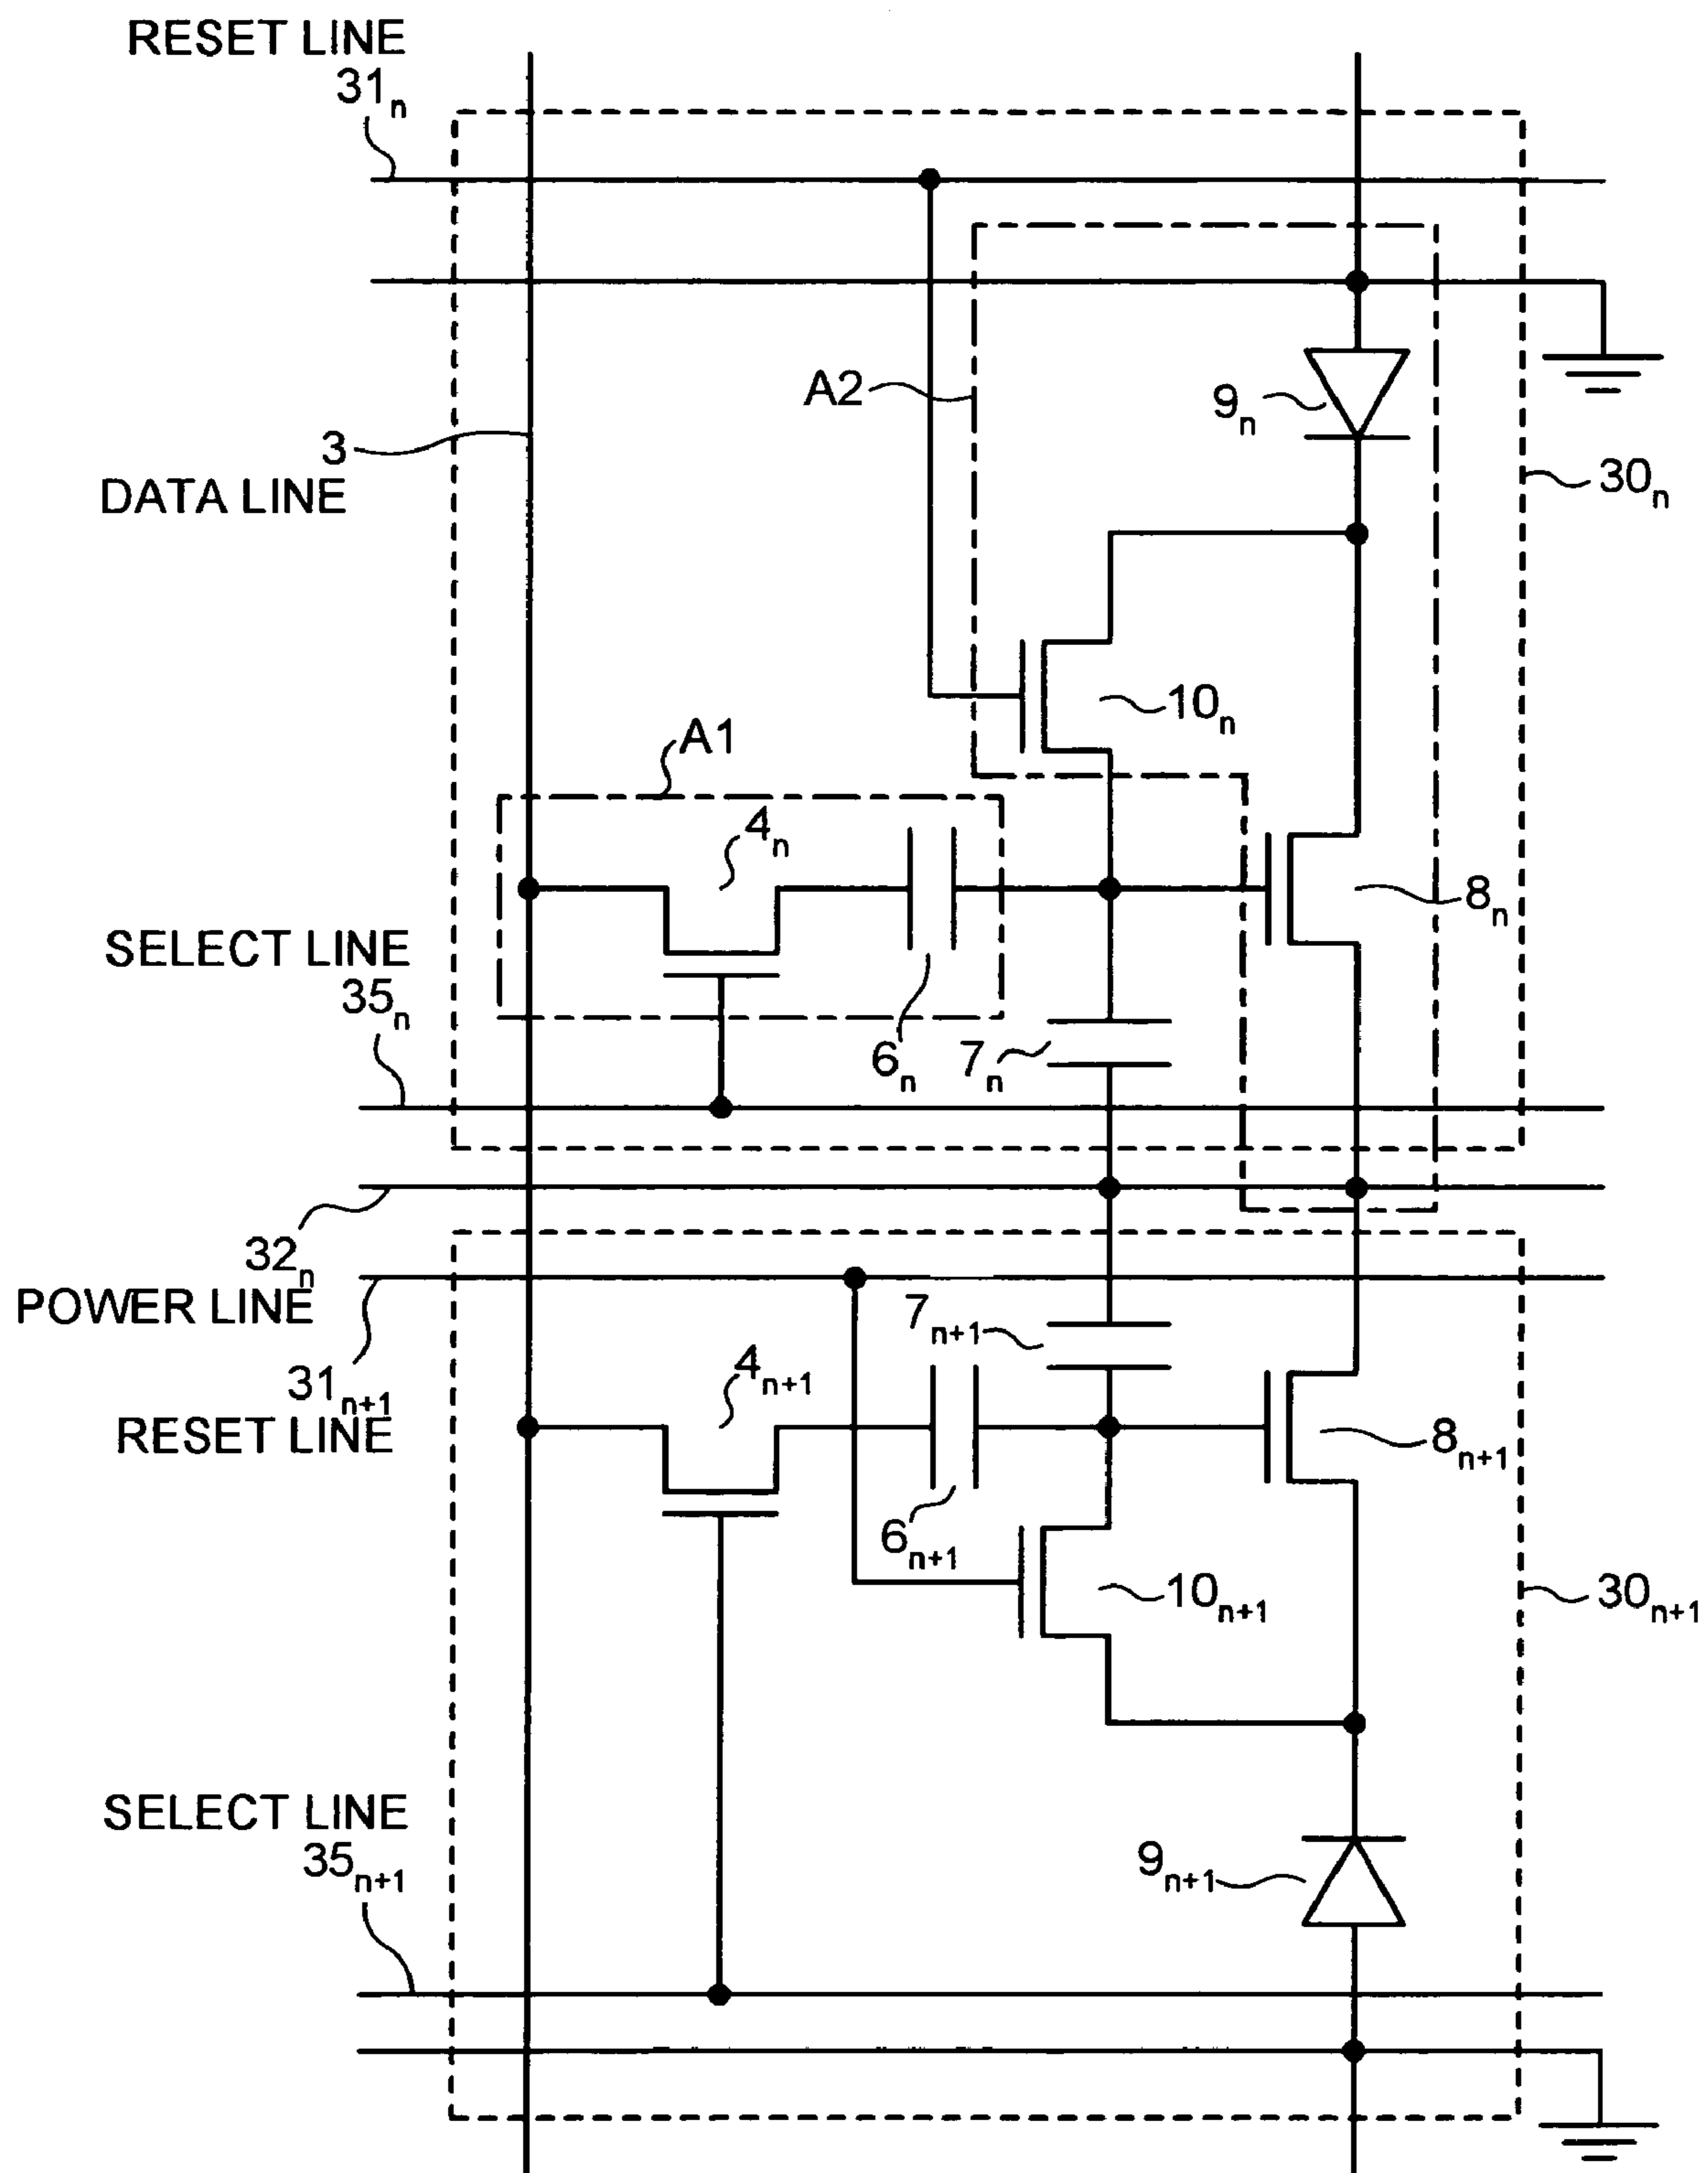 RESET LINE
31n
A2
9n
3
DATA LINE
30n
10n
A1
4n
8n
SELECT LINE
35n
6n
7n
32n
POWER LINE
7n+1
31n+1
RESET LINE
4n+1
8n+1
6n+1
10n+1
30n+1
SELECT LINE
35n+1
9n+1